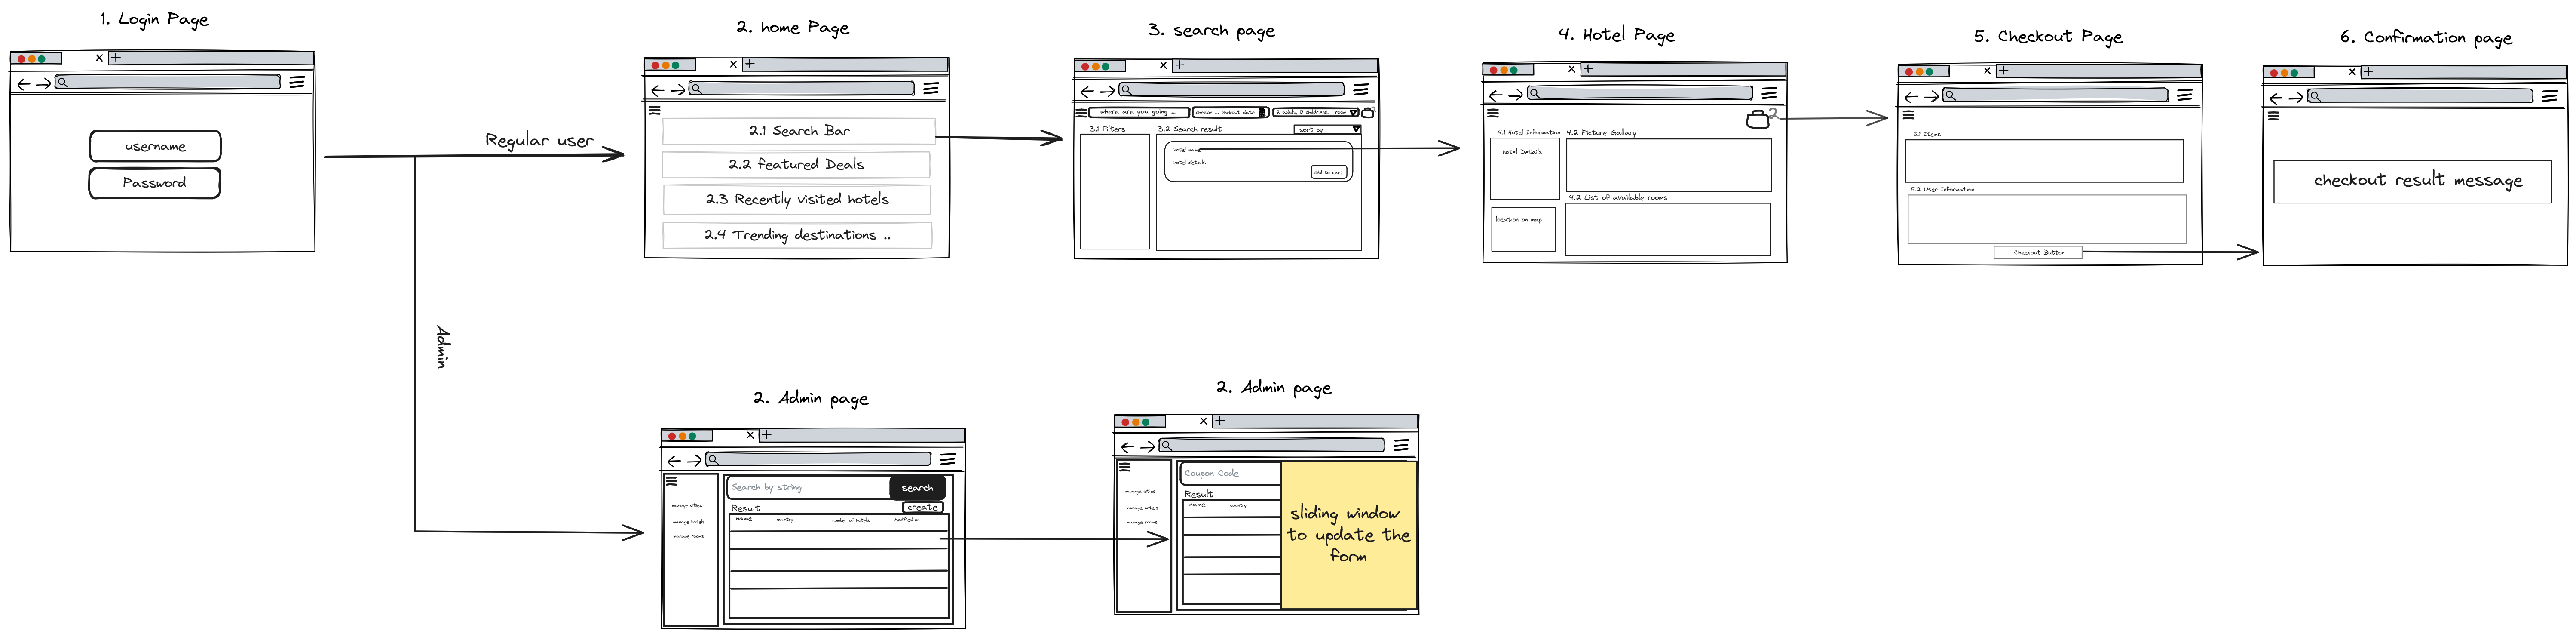 1. Login Page
username
Password
Regular user
Admin
2. home Page
2.1 Search Bar
2.2 featured Deals
2.3 Recently visited hotels
2.4 Trending destinations ..
3. search page
where are you going ...
checkin ... chekout date
2 adult, 0 childrens, 1 room
2
3.1 Filters
3.2 Search result
sort by
hotel name
hotel details
Add to cart
4. Hotel Page
2
4.1 Hotel Information
hotel Details
location on map
4.2 Picture Gallary
4.2 List of available rooms
5. Checkout Page
5.1 Items
5.2 User Information
Checkout Button
6. Confirmation page
checkout result message
2. Admin page
manage cities
manage hotels
manage rooms
Search by string
search
Result
create
name country number of hotels Modified on
2. Admin page
manage cities
manage hotels
manage rooms
Coupon Code
Result
name country
sliding window
to update the
form